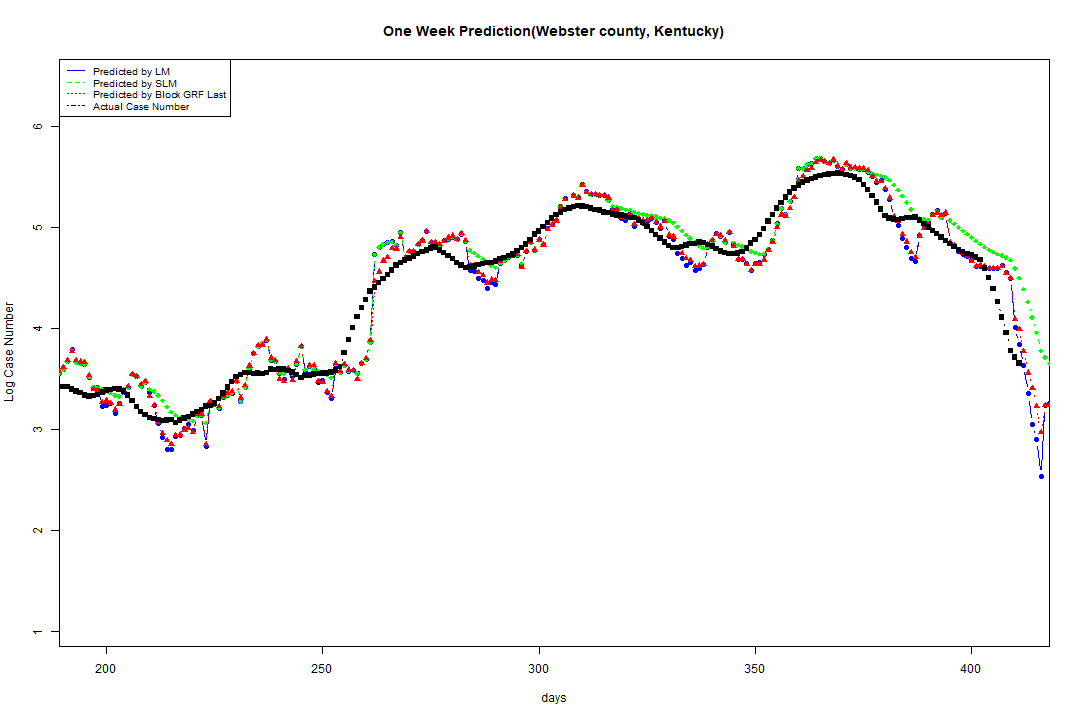 One Week Prediction(Webster county, Kentucky)
Predicted by LM
Predicted by SLM
Predicted by Block GRF Last
Actual Case Number
6
5
4
3
2
1
Log Case Number
200 250 300 350 400
days